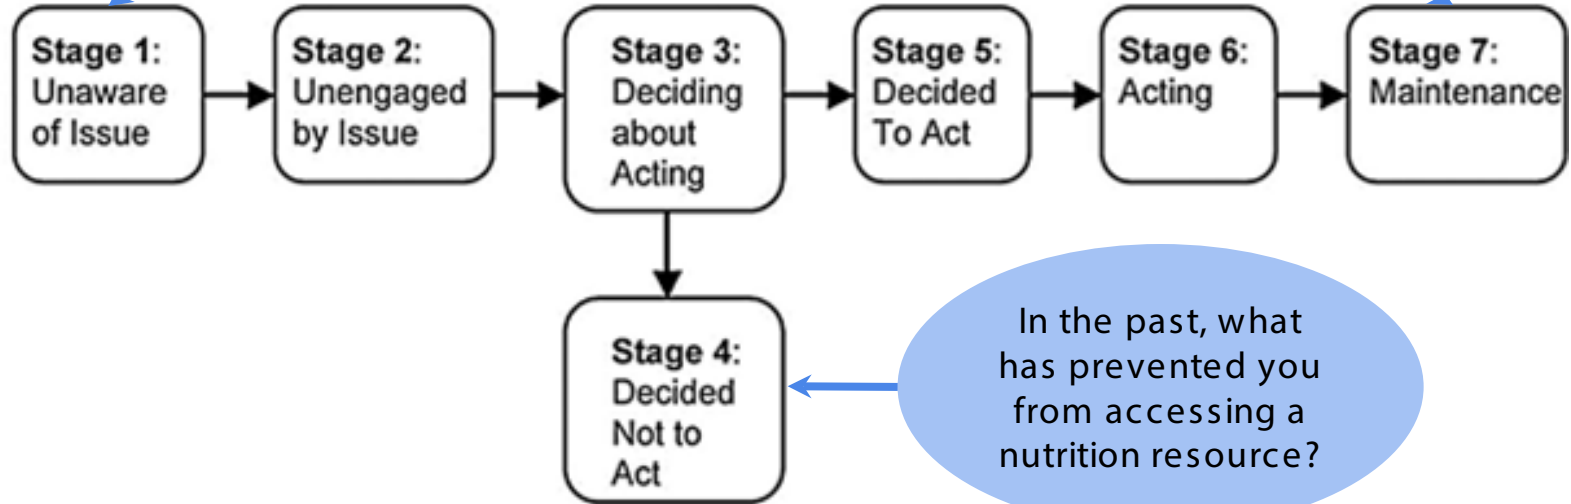 Stage 1:
Unaware
of Issue
Stage 2:
Unengaged
by Issue
Stage 3:
Deciding
about
Acting
Stage 5:
Decided
To Act
Stage 6:
Acting
Stage 7:
Maintenance
Stage 4:
Decided
Not to
Act
In the past, what
has prevented you
from accessing a
nutrition resource?